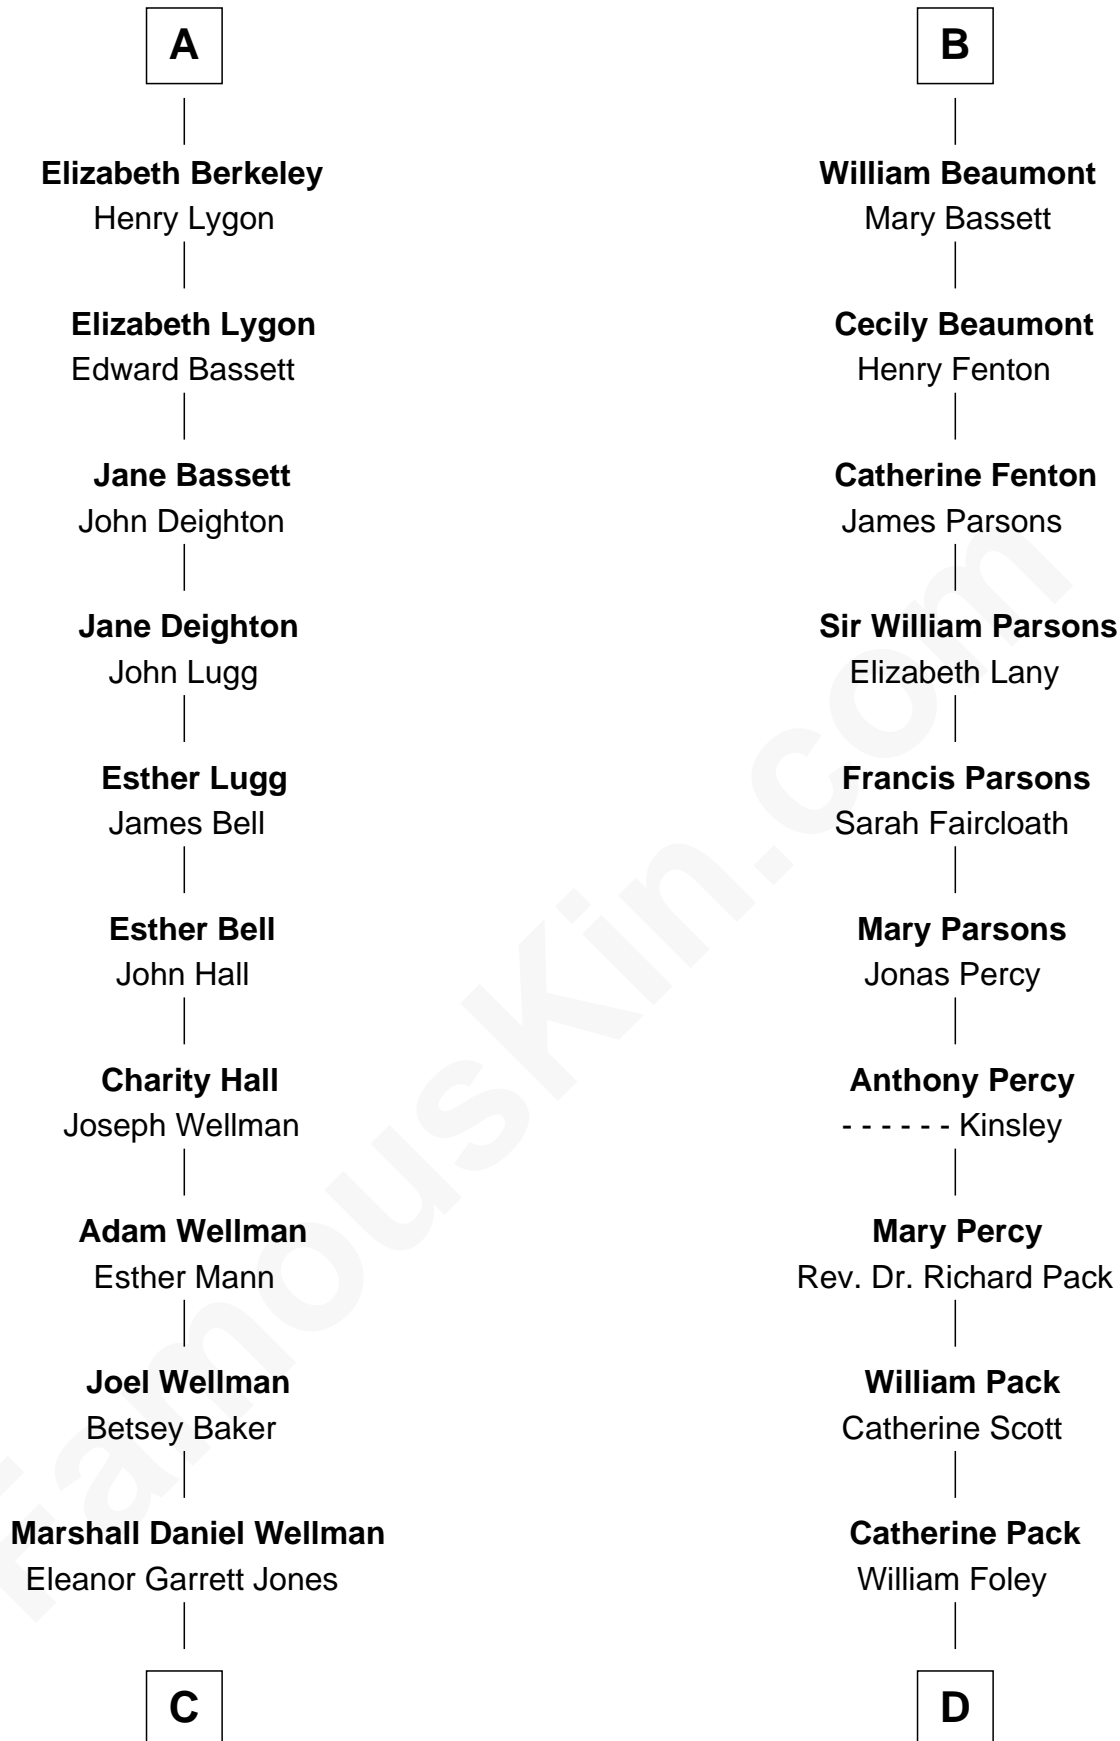 A
Elizabeth Berkeley
Henry Lygon
Elizabeth Lygon
Edward Bassett
Jane Bassett
John Deighton
Jane Deighton
John Lugg
Esther Lugg
James Bell
Esther Bell
John Hall
Charity Hall
Joseph Wellman
Adam Wellman
Esther Mann
Joel Wellman
Betsey Baker
Marshall Daniel Wellman
Eleanor Garrett Jones
C
B
William Beaumont
Mary Bassett
Cecily Beaumont
Henry Fenton
Catherine Fenton
James Parsons
Sir William Parsons
Elizabeth Lany
Francis Parsons
Sarah Faircloath
Mary Parsons
Jonas Percy
Anthony Percy
- - - - - - Kinsley
Mary Percy
Rev. Dr. Richard Pack
William Pack
Catherine Scott
Catherine Pack
William Foley
D
FamousKin.com